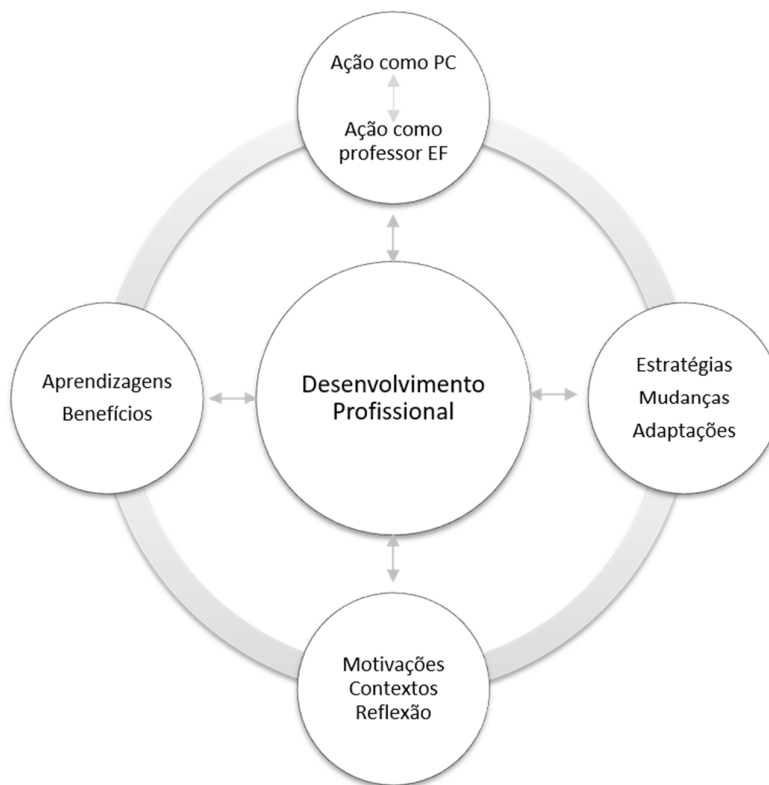 Ação como PC
Ação como
professor EF
Aprendizagens
Benefícios
Desenvolvimento
Profissional
Estratégias
Mudanças
Adaptações
Motivações
Contextos
Reflexão